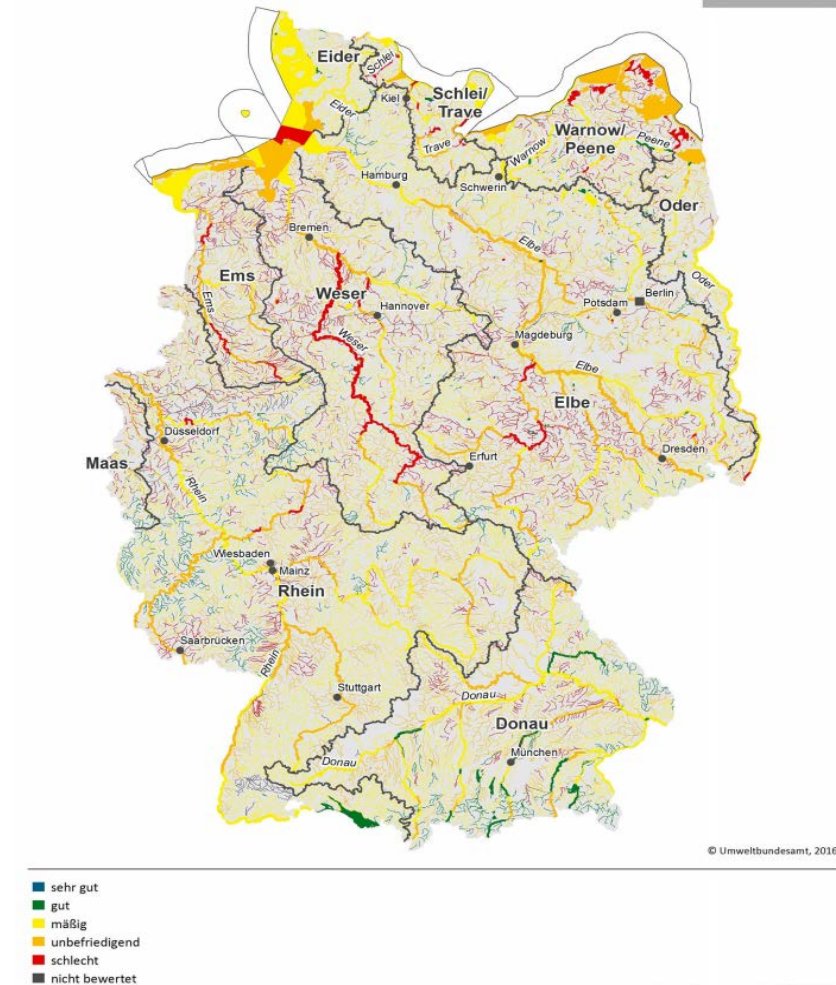 Eider
Schlei
Kiel
Schlei/
Trave
Eider
Trave
Warnow
Warnow/
Peene
Peene
Hamburg
Schwerin
Oder
Bremen
Elbe
Ems
Ems
Weser
Hannover
Weser
Potsdam
Berlin
Oder
Magdeburg
Elbe
Elbe
Düsseldorf
Erfurt
Dresden
Maas
Rhein
Wiesbaden
Mainz
Rhein
Saarbrücken
Rhein
Stuttgart
Donau
Donau
München
Donau
© Umweltbundesamt, 2016
sehr gut
gut
mäßig
unbefriedigend
schlecht
nicht bewertet